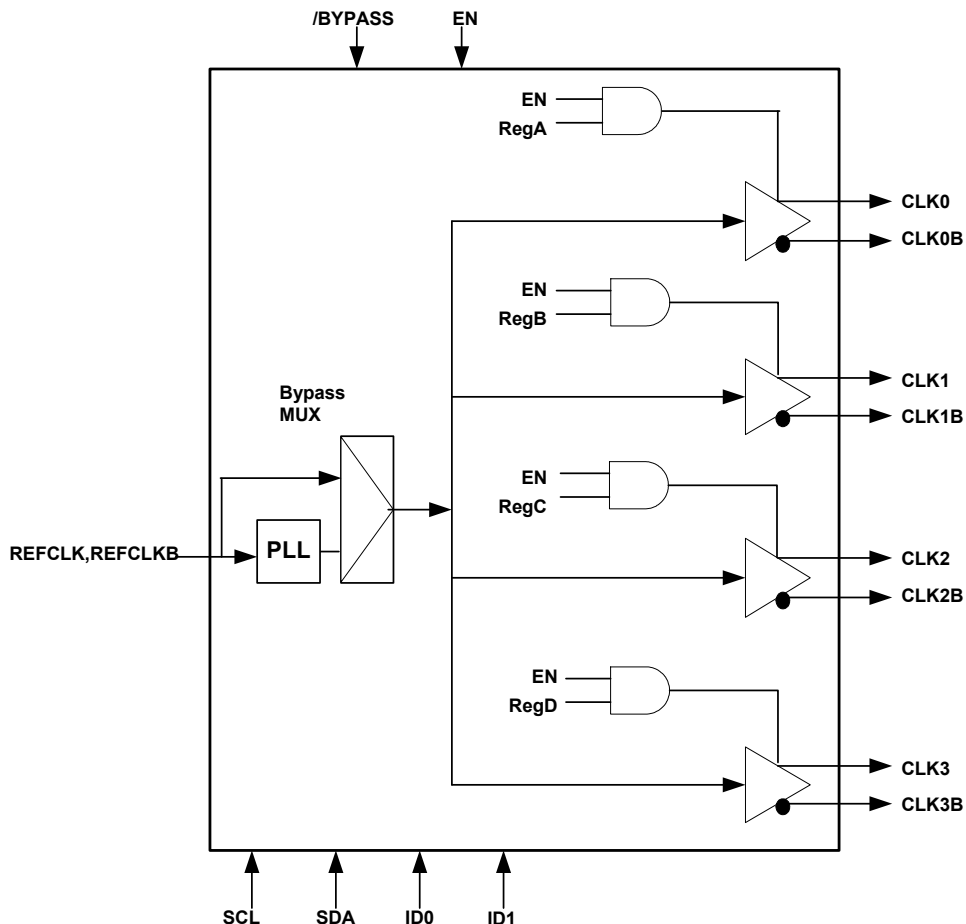 /BYPASS EN
EN
RegA
CLK0
CLK0B
EN
RegB
CLK1
CLK1B
Bypass
MUX
EN
RegC
REFCLK,REFCLKB
PLL
CLK2
CLK2B
EN
RegD
CLK3
CLK3B
SCL SDA ID0 ID1